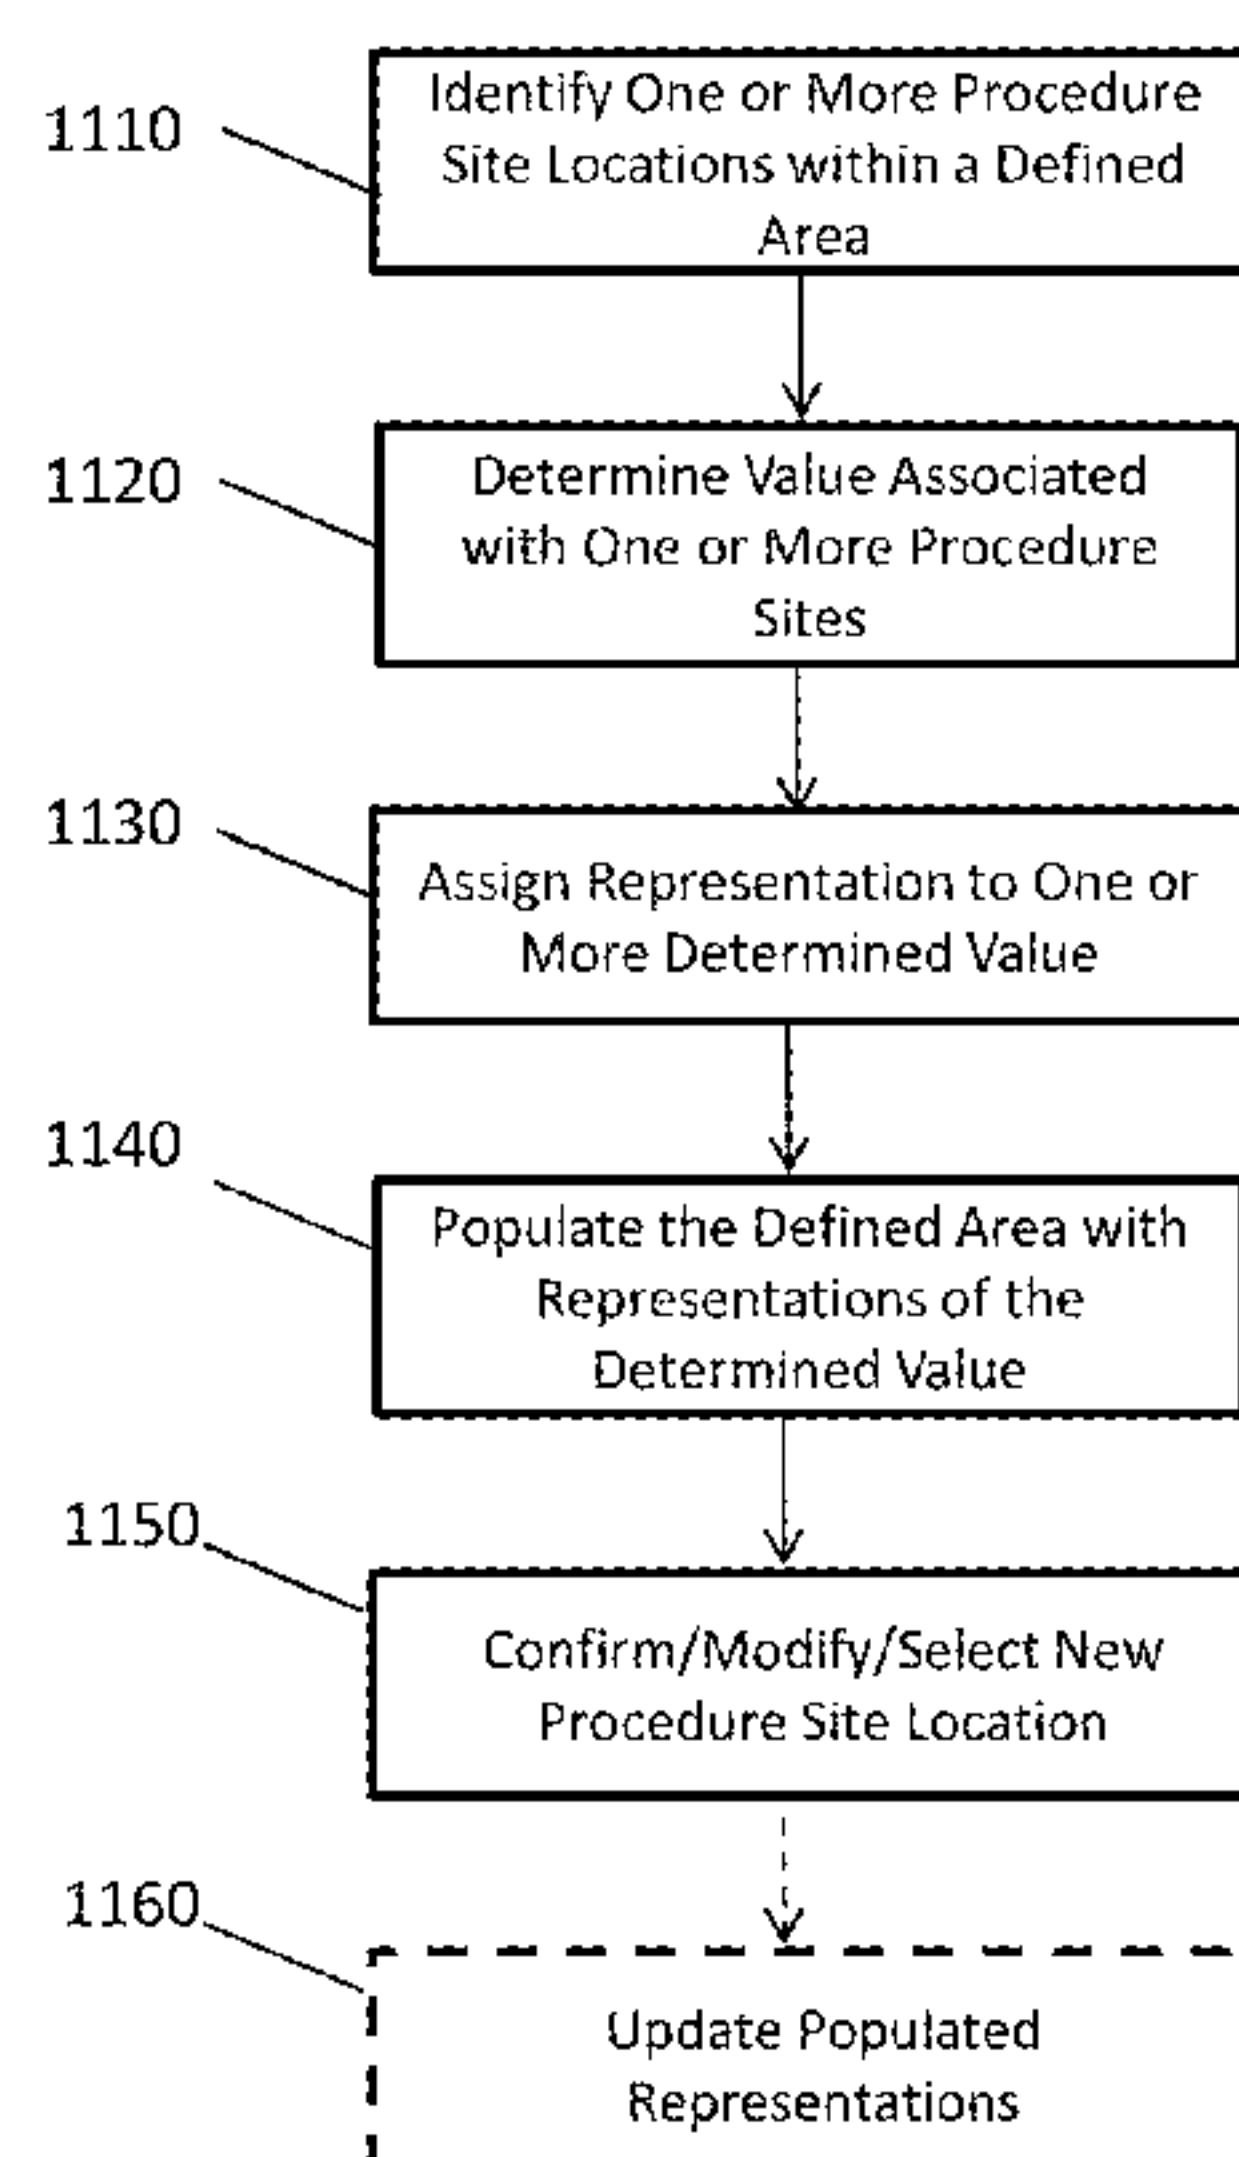 1110
Identify One or More Procedure
Site Locations within a Defined
Area
1120
Determine Value Associated
with One or More Procedure
Sites
1130
Assign Representation to One or
More Determined Value
1140
Populate the Defined Area with
Representations of the
Determined Value
1150
Confirm/Modify/Select New
Procedure Site Location
1160
Update Populated
Representations